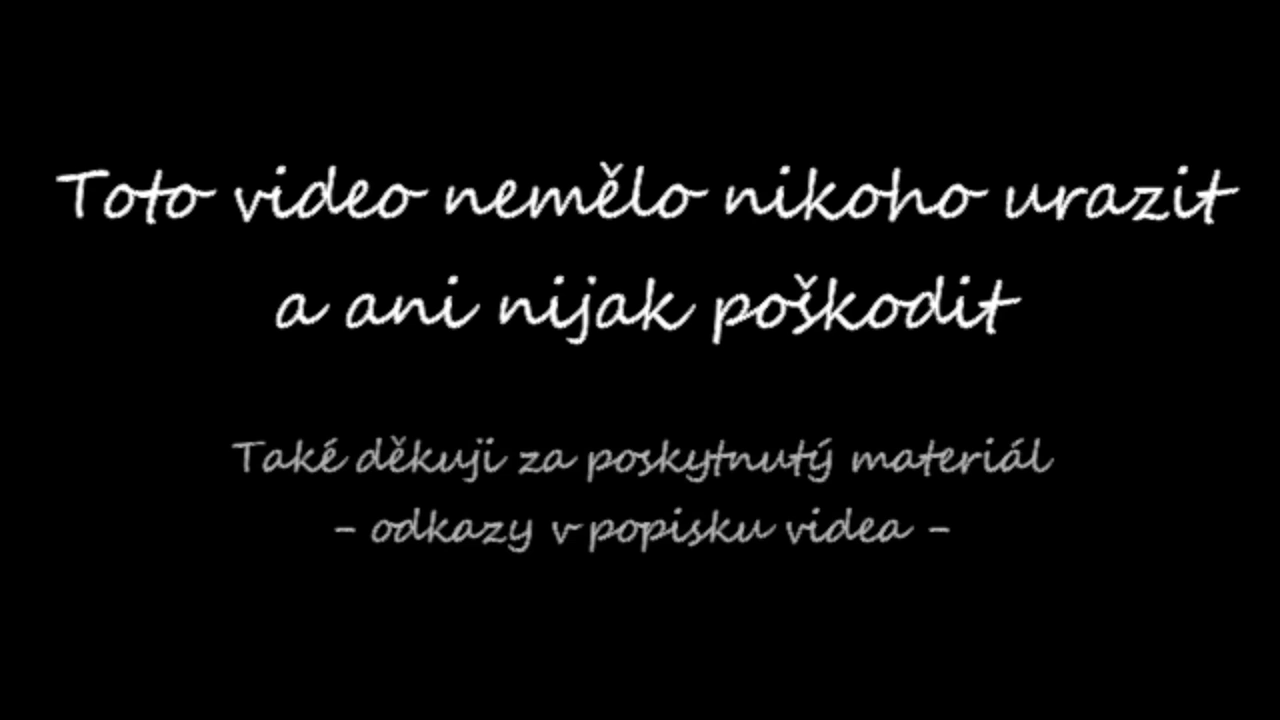 Toto video nemělo nikoho urazit
a ani nijak poškodit
Také děkuji za poskytnutý materiál
- odkazy v popisku videa -